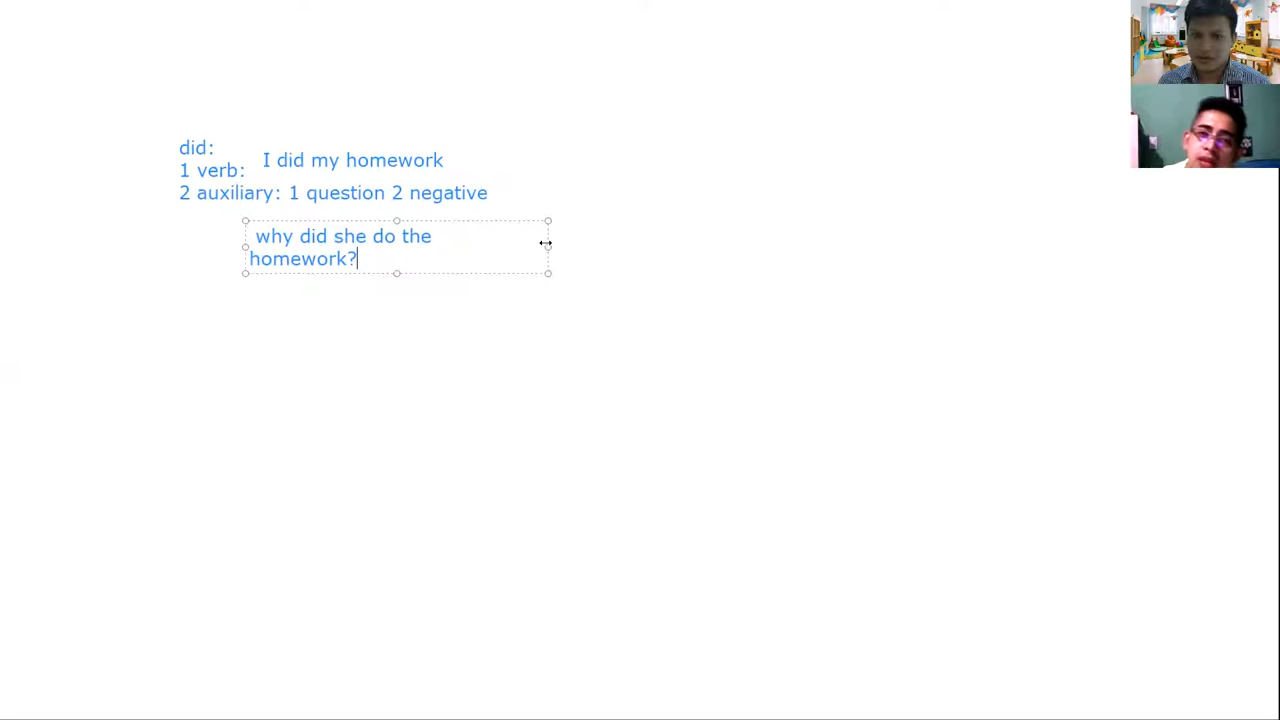 did:
1 verb:
I did my homework
2 auxiliary: 1 question 2 negative
why did she do the
homework?